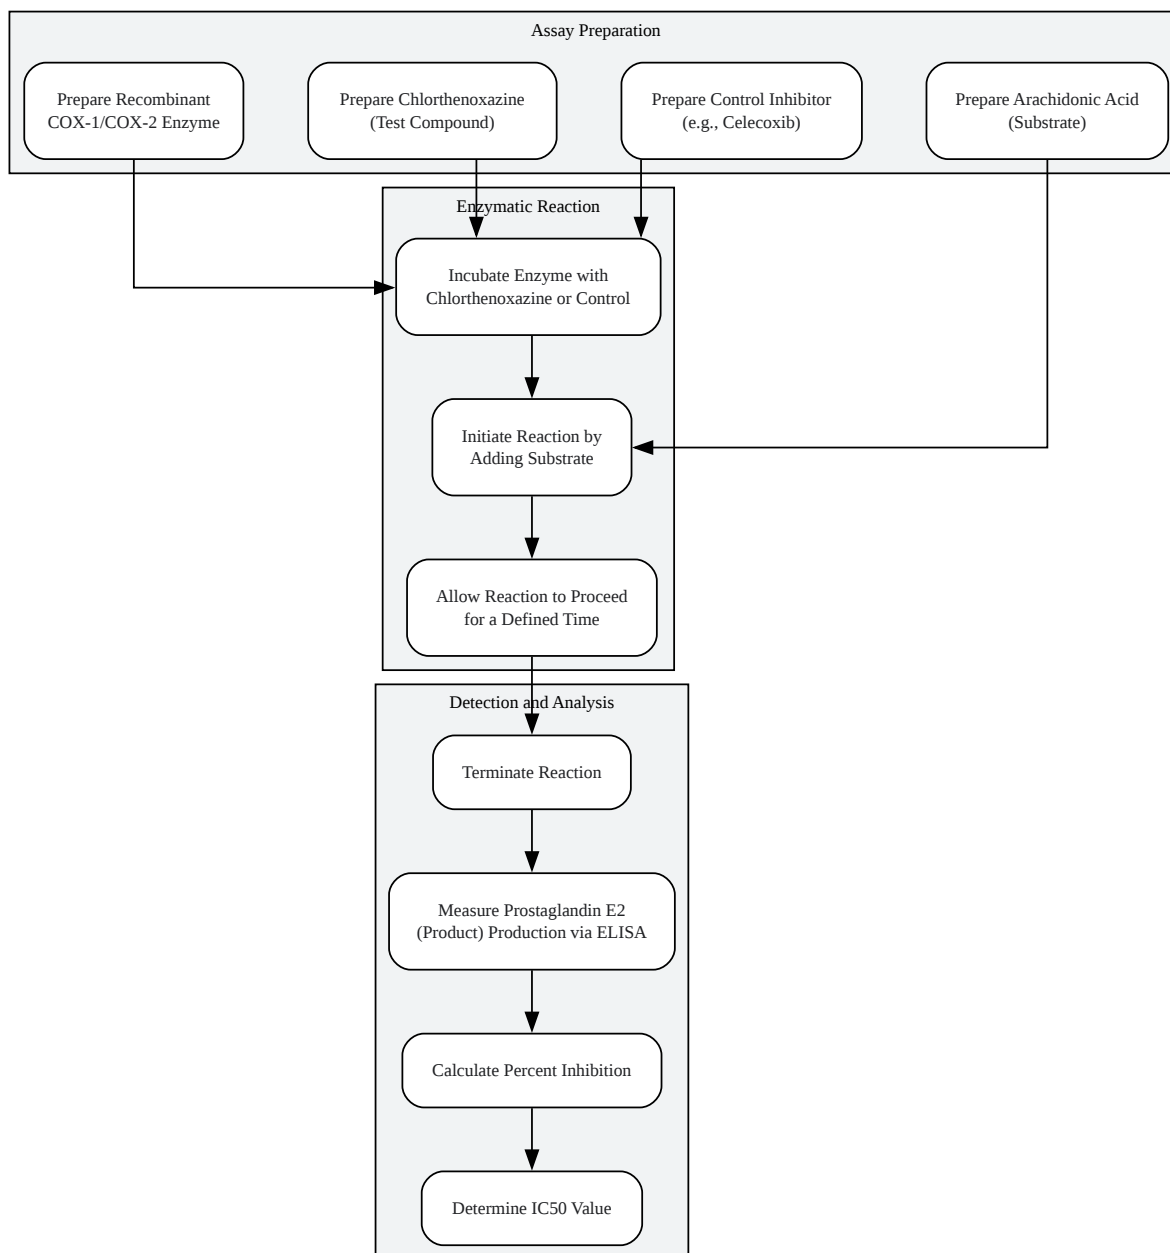 Assay Preparation
Prepare Recombinant
COX-1/COX-2 Enzyme
Prepare Chlorthenoxazine
(Test Compound)
Prepare Control Inhibitor
(e.g., Celecoxib)
Prepare Arachidonic Acid
(Substrate)
Enzymatic Reaction
Incubate Enzyme with
Chlorthenoxazine or Control
Initiate Reaction by
Adding Substrate
Allow Reaction to Proceed
for a Defined Time
Detection and Analysis
Terminate Reaction
Measure Prostaglandin E2
(Product) Production via ELISA
Calculate Percent Inhibition
Determine IC50 Value